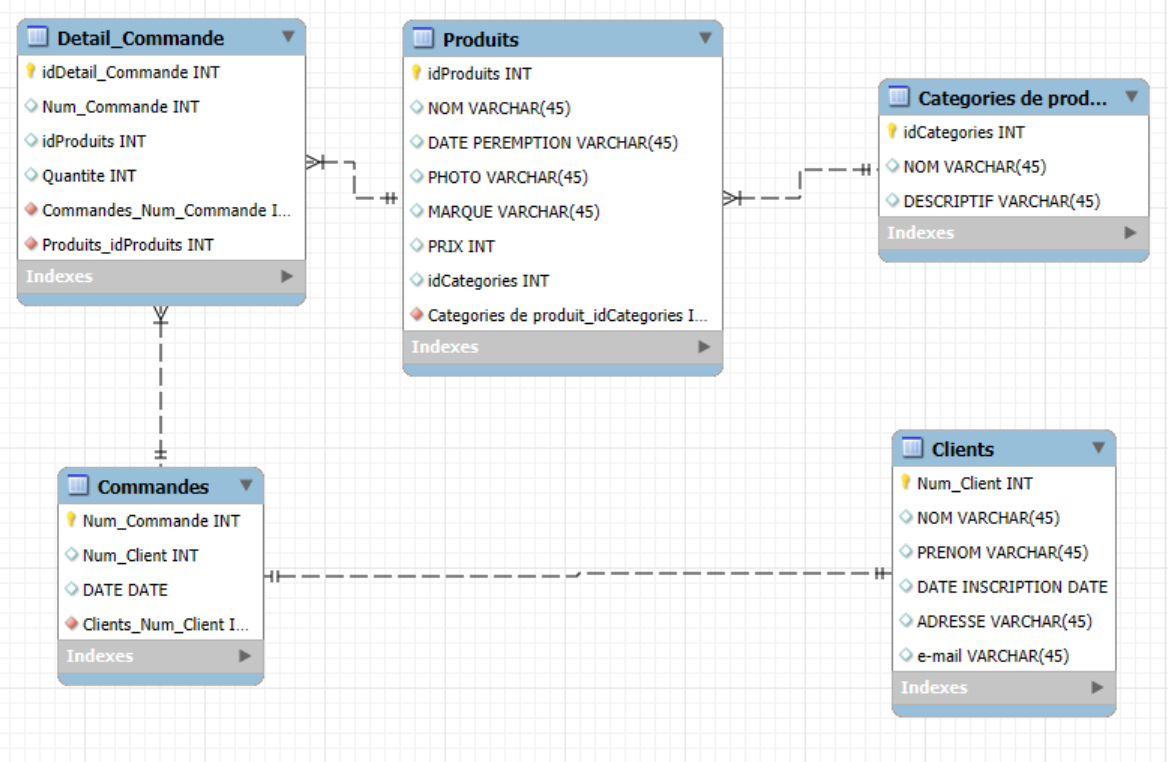 Detail_Commande
idDetail_Commande INT
Num_Commande INT
idProduits INT
Quantite INT
Commandes_Num_Commande I...
Produits_idProduits INT
Indexes
Produits
idProduits INT
NOM VARCHAR(45)
DATE PEREMPTION VARCHAR(45)
PHOTO VARCHAR(45)
MARQUE VARCHAR(45)
PRIX INT
idCategories INT
Categories de produit_idCategories I...
Indexes
Categories de prod...
idCategories INT
NOM VARCHAR(45)
DESCRIPTIF VARCHAR(45)
Indexes
Commandes
Num_Commande INT
Num_Client INT
DATE DATE
Clients_Num_Client I...
Indexes
Clients
Num_Client INT
NOM VARCHAR(45)
PRENOM VARCHAR(45)
DATE INSCRIPTION DATE
ADRESSE VARCHAR(45)
e-mail VARCHAR(45)
Indexes